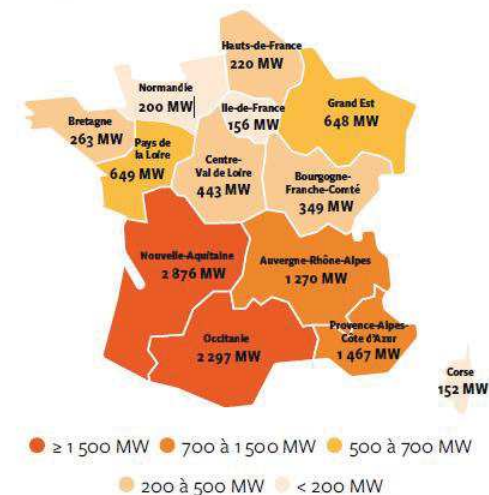 Hauts-de-France
220 MW
Normandie
200 MW
Ile-de-France
156 MW
Grand Est
648 MW
Bretagne
263 MW
Pays de
la Loire
649 MW
Centre-
Val de Loire
443 MW
Bourgogne-
Franche-Comté
349 MW
Nouvelle-Aquitaine
2 876 MW
Auvergne-Rhône-Alpes
1 270 MW
Occitanie
2 297 MW
Provence-Alpes-
Côte d'Azur
1 467 MW
Corse
152 MW
≥ 1 500 MW 700 à 1 500 MW 500 à 700 MW
200 à 500 MW < 200 MW